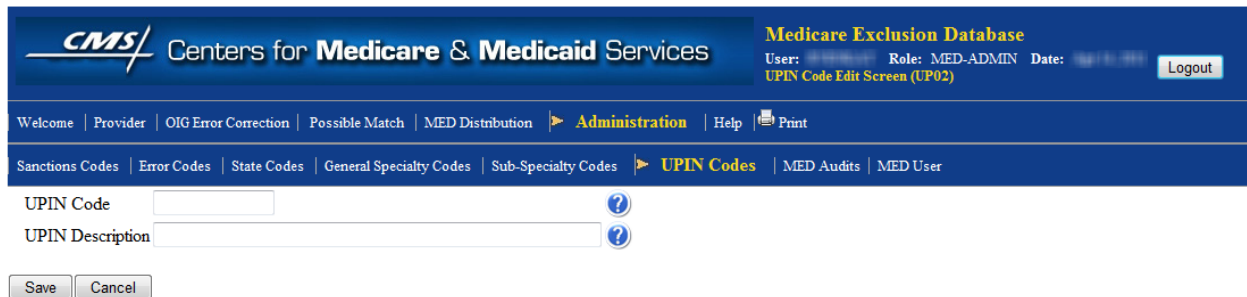 CMS Centers for Medicare & Medicaid Services
Medicare Exclusion Database
User: Role: MED-ADMIN Date:
UPIN Code Edit Screen (UP02)
Logout
Welcome | Provider | OIG Error Correction | Possible Match | MED Distribution Administration | Help | Print
Sanctions Codes | Error Codes | State Codes | General Specialty Codes | Sub-Specialty Codes UPIN Codes | MED Audits | MED User
UPIN Code ?
UPIN Description ?
Save Cancel